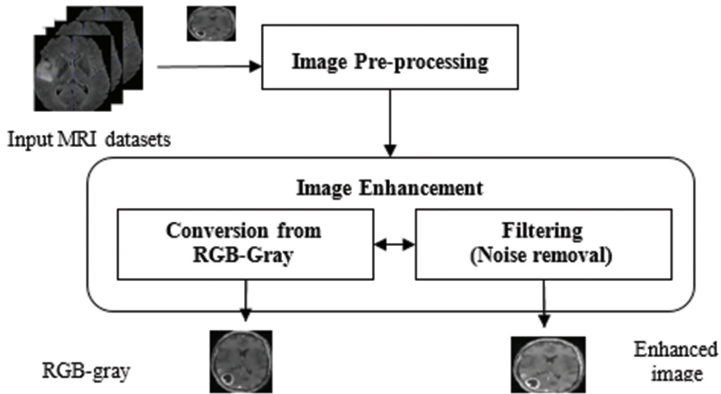 Image Pre-processing
Input MRI datasets
Image Enhancement
Conversion from
RGB-Gray
Filtering
(Noise removal)
RGB-gray
Enhanced
image